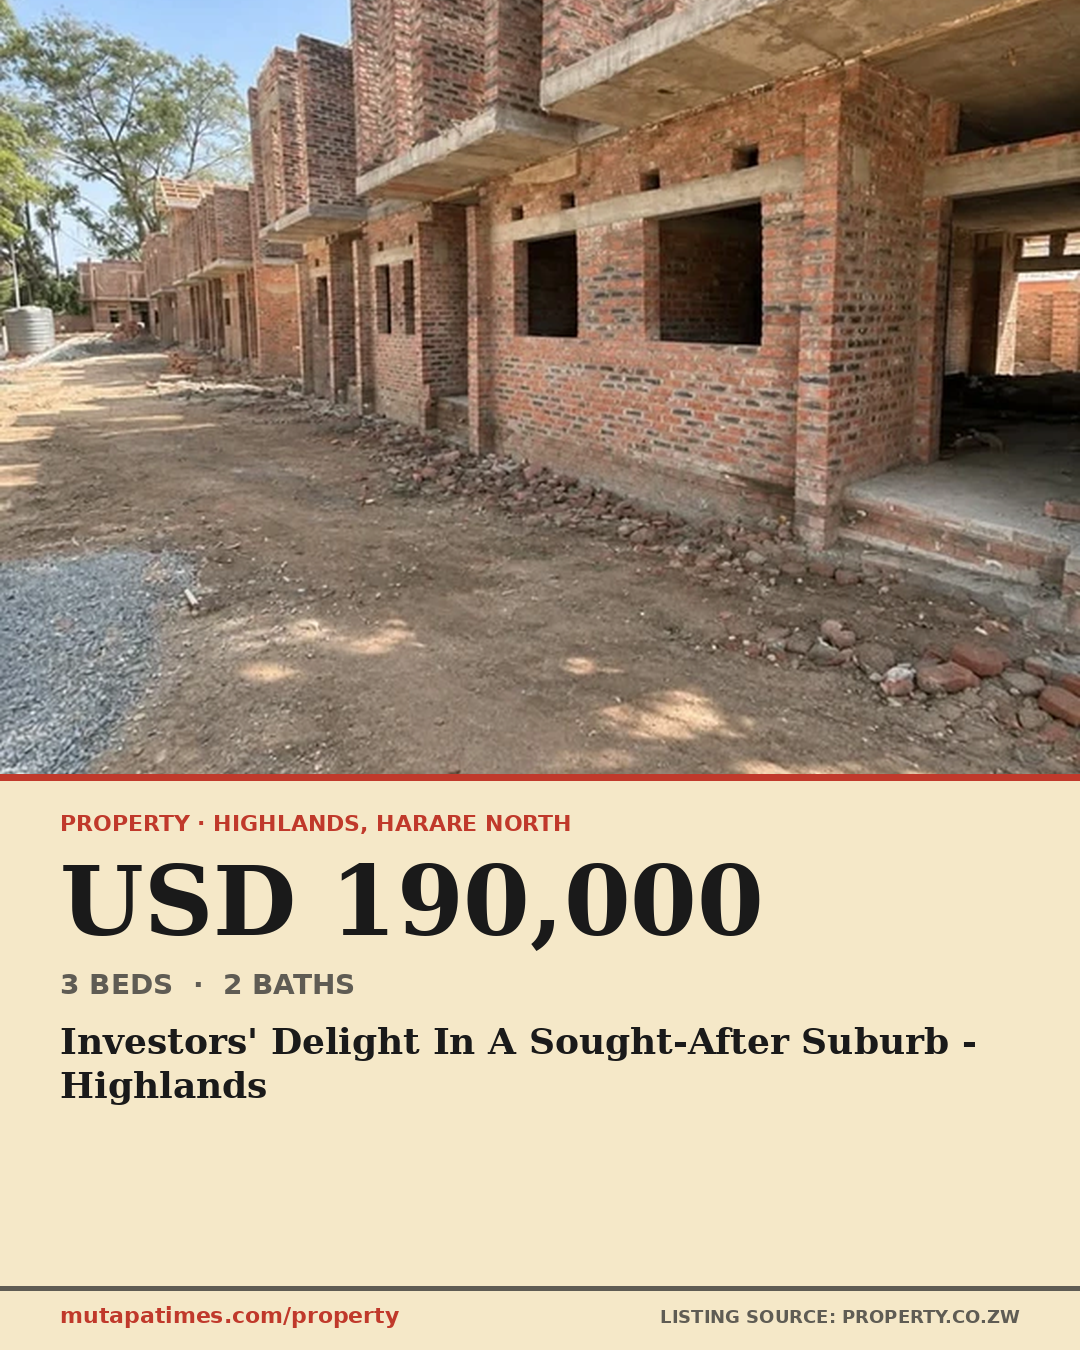 PROPERTY · HIGHLANDS, HARARE NORTH
USD 190,000
3 BEDS · 2 BATHS
Investors' Delight In A Sought-After Suburb -
Highlands
mutapatimes.com/property
LISTING SOURCE: PROPERTY.CO.ZW